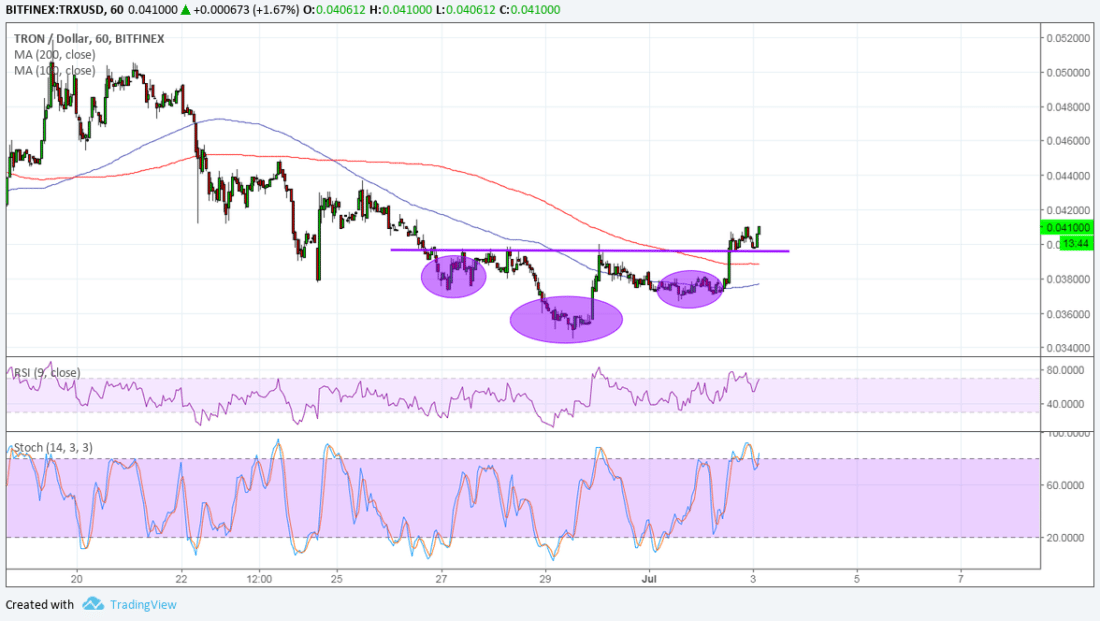 BITFINEX:TRXUSD, 60 0.041000 ▲ +0.000673 (+1.67%) O:0.040612 H:0.041000 L:0.040612 C:0.041000
TRON / Dollar, 60, BITFINEX
MA (200, close)
MA (100, close)
0.052000
0.050000
0.048000
0.046000
0.044000
0.042000
0.041000
13:44
0.038000
0.036000
0.034000
RSI (9, close)
80.0000
40.0000
Stoch (14, 3, 3)
100.0000
60.0000
20.0000
20 22 12:00 25 27 29 Jul 3 5 7
Created with TradingView